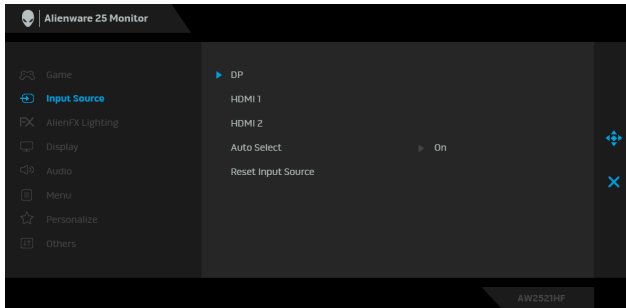 Alienware 25 Monitor
Game
Input Source
AlienFX Lighting
Display
Audio
Menu
Personalize
Others
DP
HDMI 1
HDMI 2
Auto Select On
Reset Input Source
AW2521HF